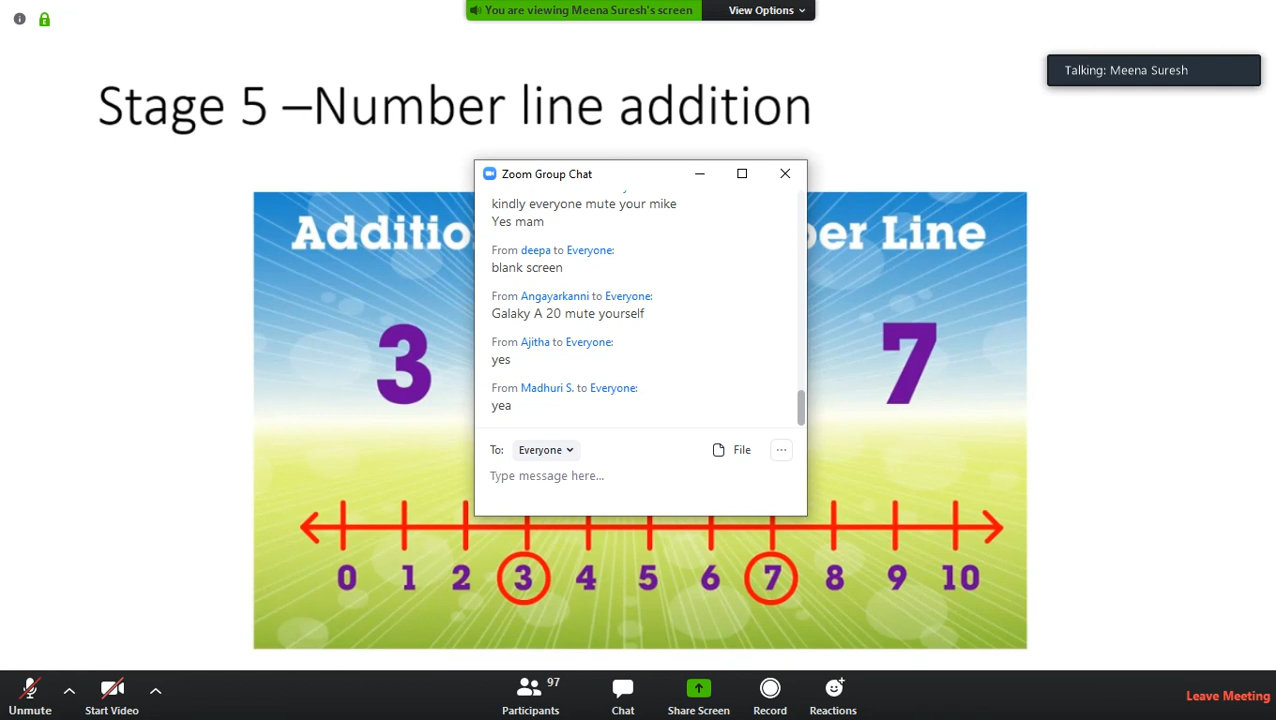 You are viewing Meena Suresh's screen
View Options
Talking: Meena Suresh
Stage 5 –Number line addition
Zoom Group Chat
kindly everyone mute your mike
Yes mam
From deepa to Everyone:
blank screen
From Angayarkanni to Everyone:
Galaky A 20 mute yourself
From Ajitha to Everyone:
yes
From Madhuri S. to Everyone:
yea
To: Everyone
File
Type message here...
er Line
3
7
0 1 2 3 4 5 6 7 8 9 10
Unmute
Start Video
97
Participants
Chat
Share Screen
Record
Reactions
Leave Meeting